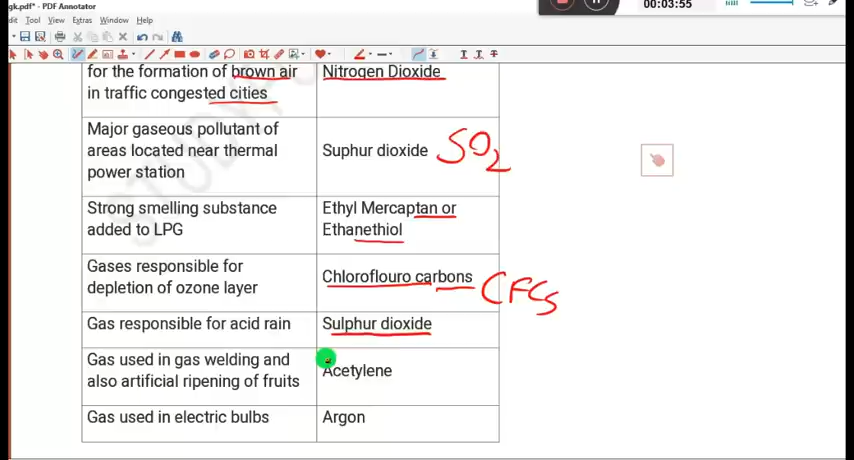 gk.pdf* - PDF Annotator
00:03:55
dit Tool View Extras Window Help
for the formation of brown air
in traffic congested cities
Nitrogen Dioxide
Major gaseous pollutant of
areas located near thermal
power station
Suphur dioxide SO2
Strong smelling substance
added to LPG
Ethyl Mercaptan or
Ethanethiol
Gases responsible for
depletion of ozone layer
Chloroflouro carbons CFCs
Gas responsible for acid rain
Sulphur dioxide
Gas used in gas welding and
also artificial ripening of fruits
Acetylene
Gas used in electric bulbs
Argon